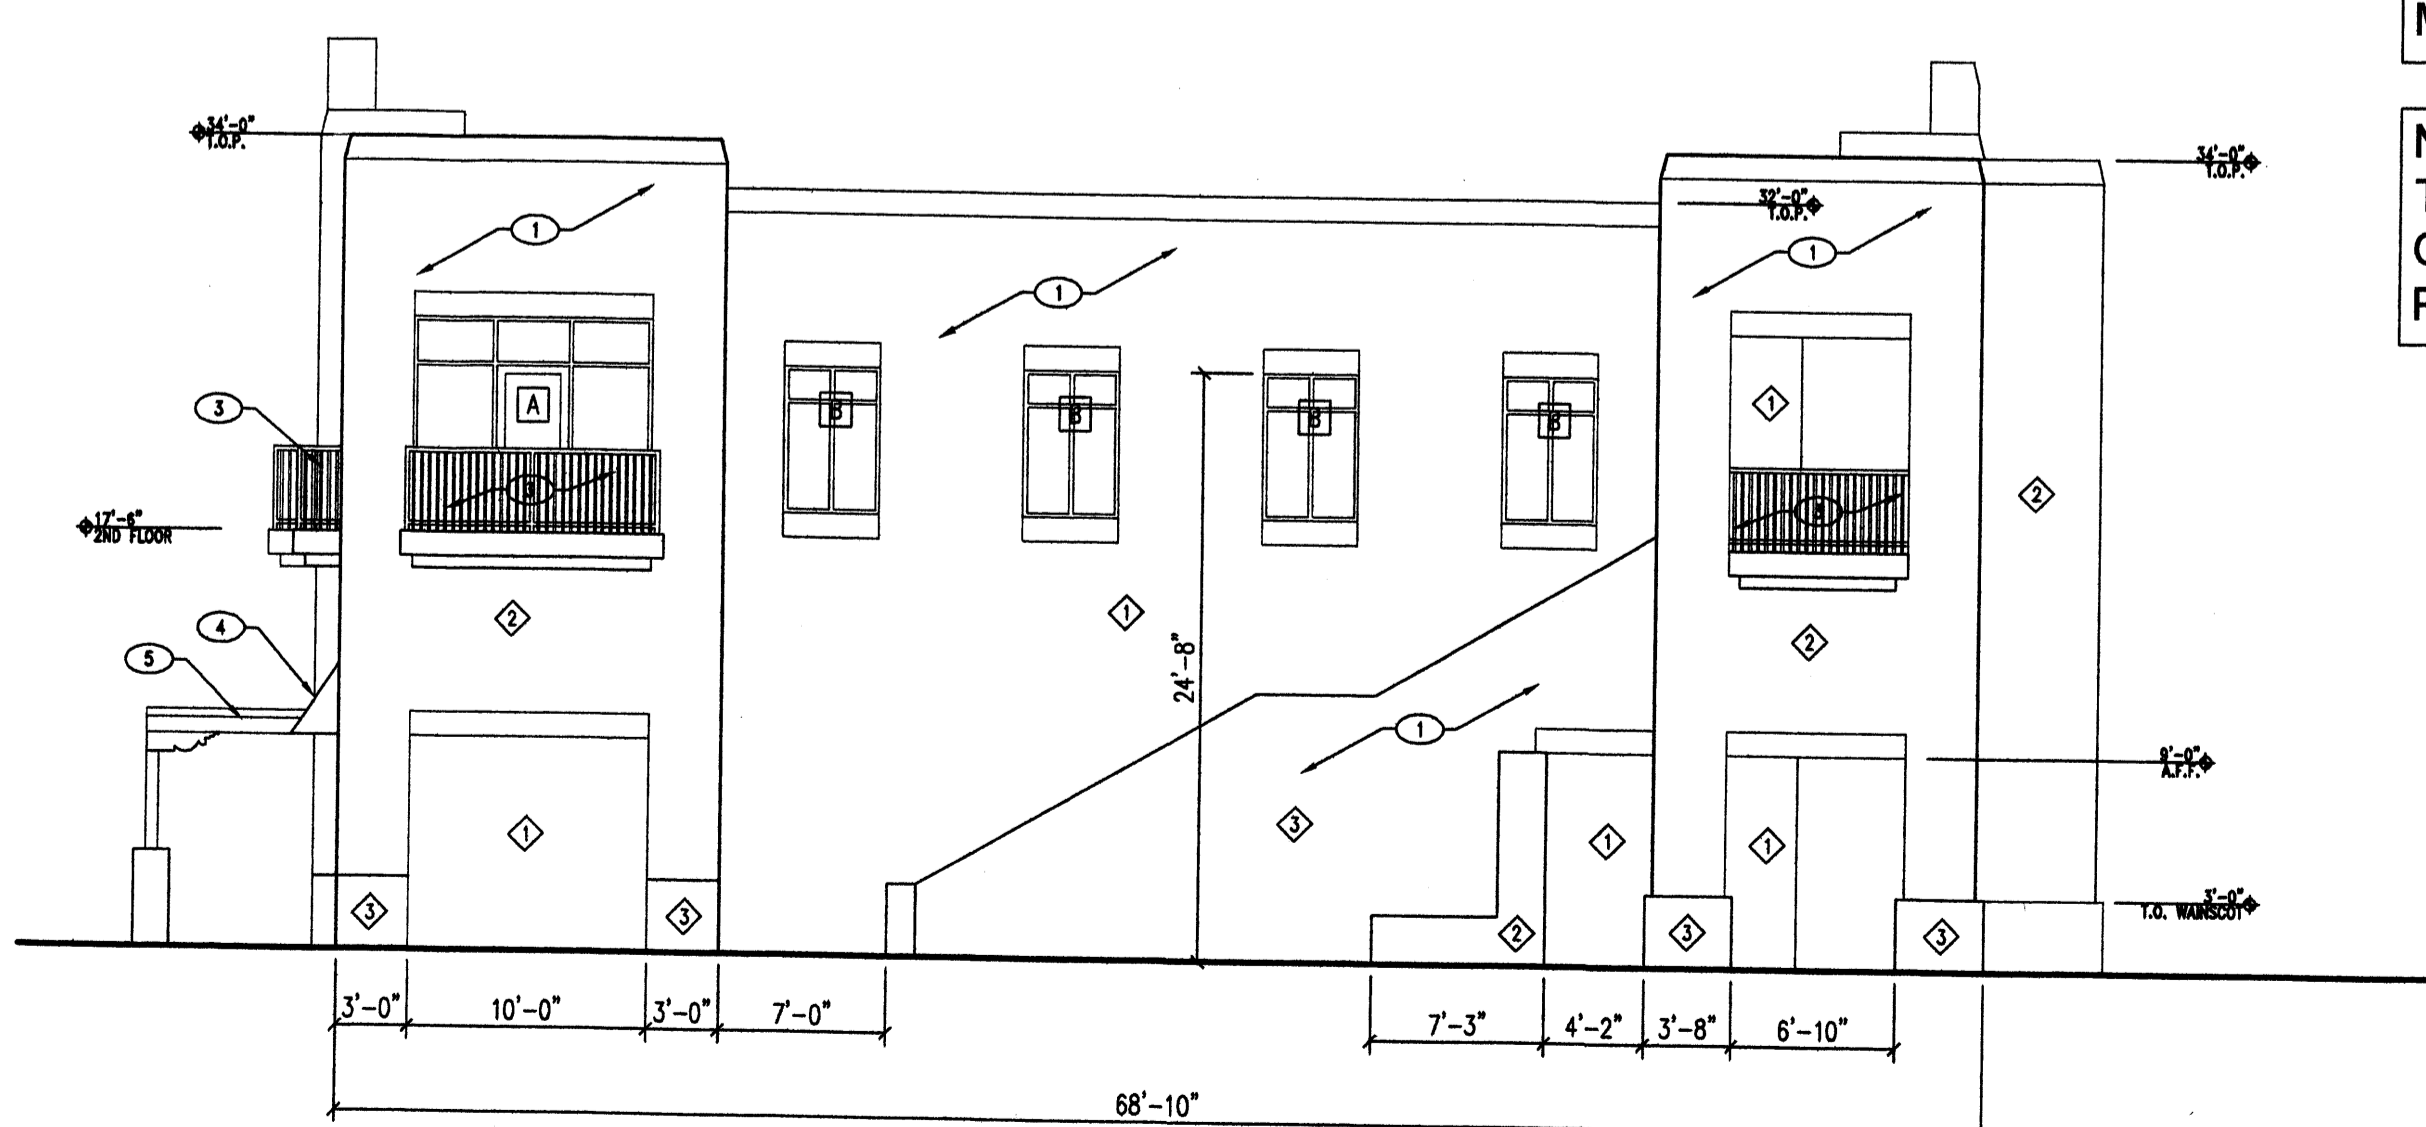 M
N
T
34'-0"
T.O.P.
34'-0"
T.O.P.
32'-0"
T.O.P.
1
1
1
A
B
B
B
B
3
1
3
2
17'-6"
2ND FLOOR
2
1
2
4
5
24'-8"
1
9'-0"
A.F.F.
1
3
1
1
3
3
2
3
3
3'-0"
T.O. WAINSCOT
3'-0"
10'-0"
3'-0"
7'-0"
7'-3"
4'-2"
3'-8"
6'-10"
68'-10"